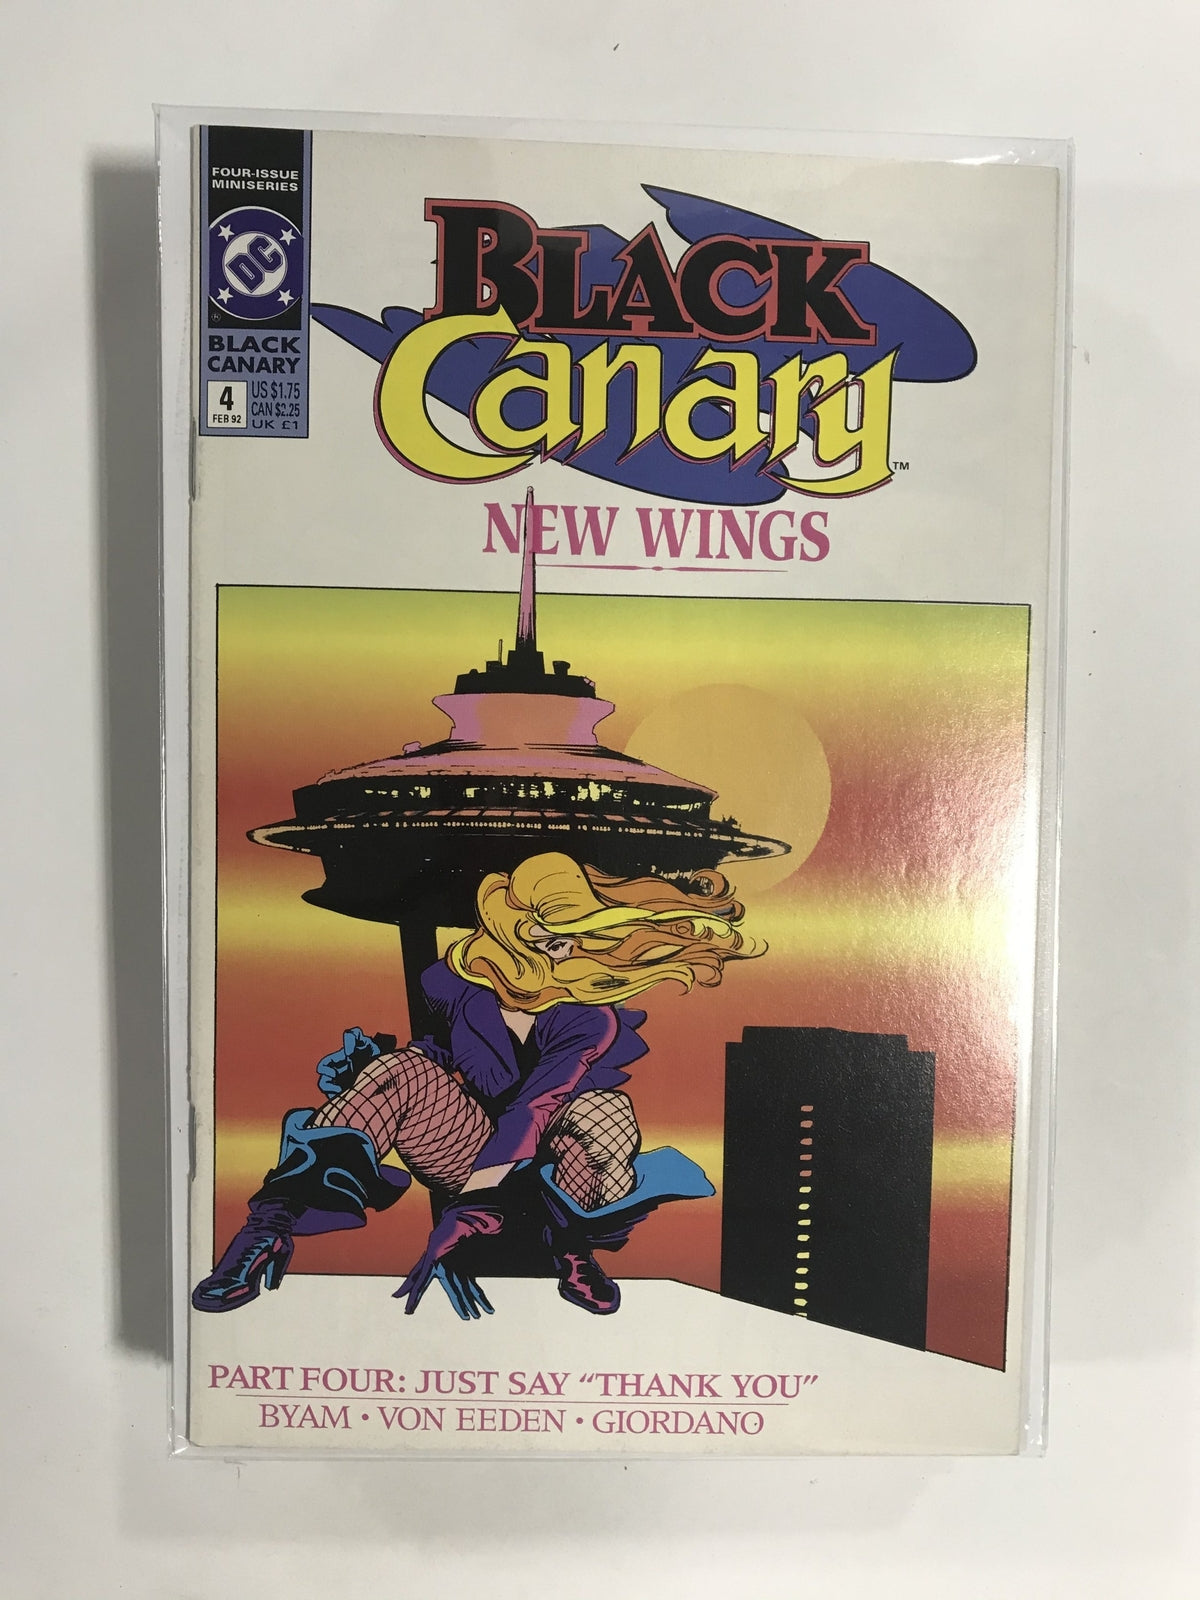 FOUR-ISSUE
MINISERIES
DC
®
BLACK
CANARY
4
FEB 92
US $1.75
CAN $2.25
UK £1
BLACK
Canary
TM
NEW WINGS
PART FOUR: JUST SAY “THANK YOU”
BYAM • VON EEDEN • GIORDANO